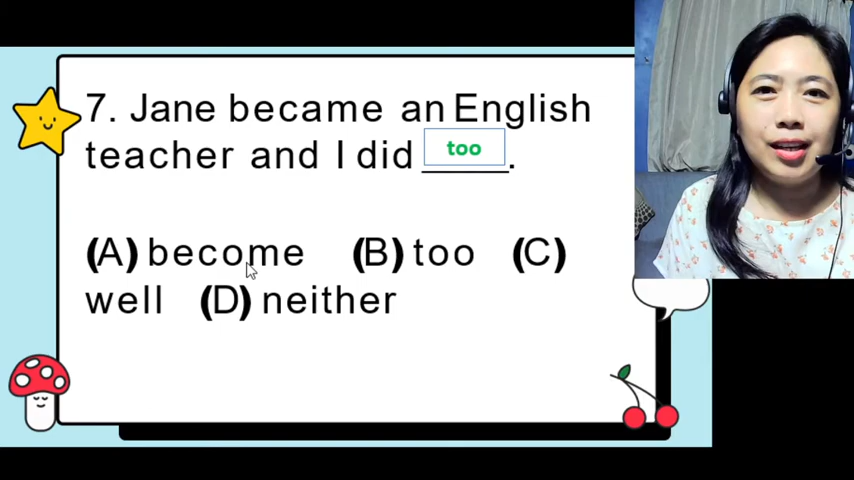 7. Jane became an English
teacher and I did too.
(A) become (B) too (C)
well (D) neither